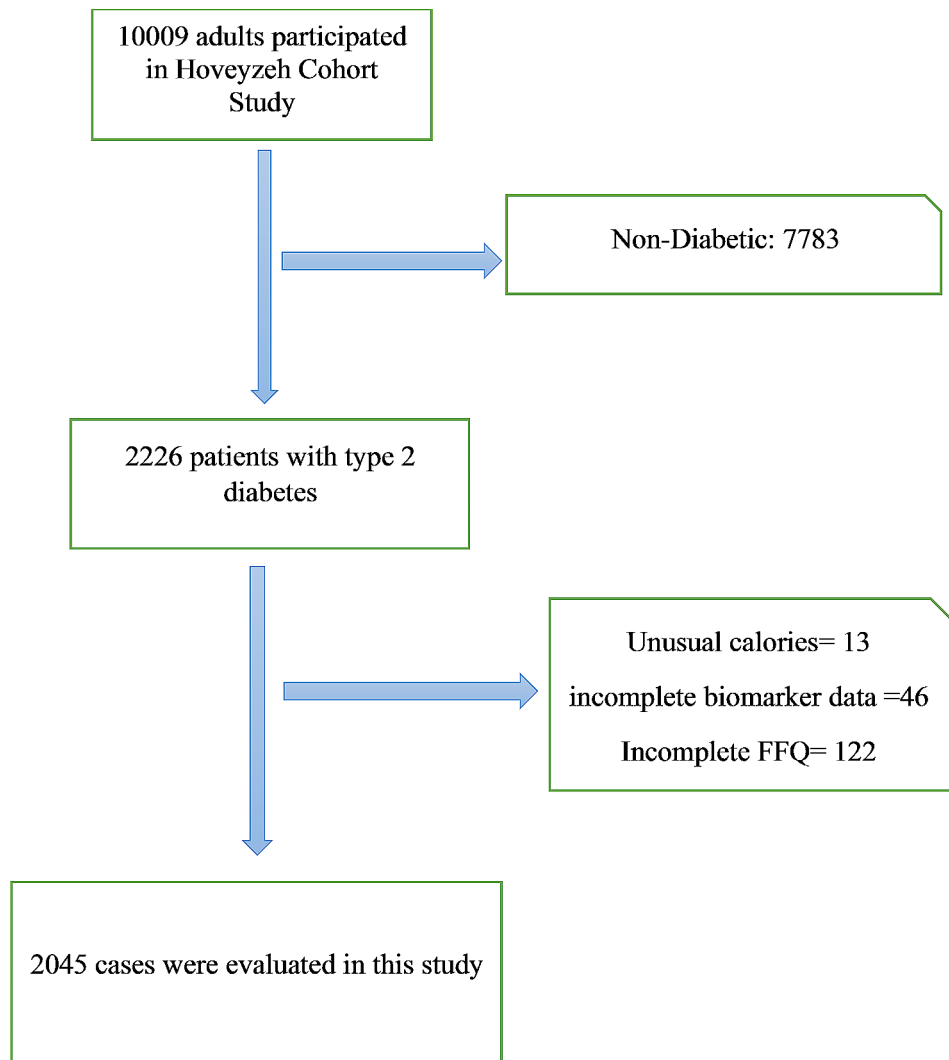 10009 adults participated
in Hoveyzeh Cohort
Study
Non-Diabetic: 7783
2226 patients with type 2
diabetes
Unusual calories= 13
incomplete biomarker data =46
Incomplete FFQ= 122
2045 cases were evaluated in this study